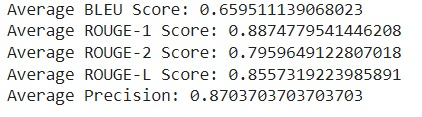 Average BLEU Score: 0.659511139068023
Average ROUGE-1 Score: 0.8874779541446208
Average ROUGE-2 Score: 0.7959649122807018
Average ROUGE-L Score: 0.8557319223985891
Average Precision: 0.8703703703703703